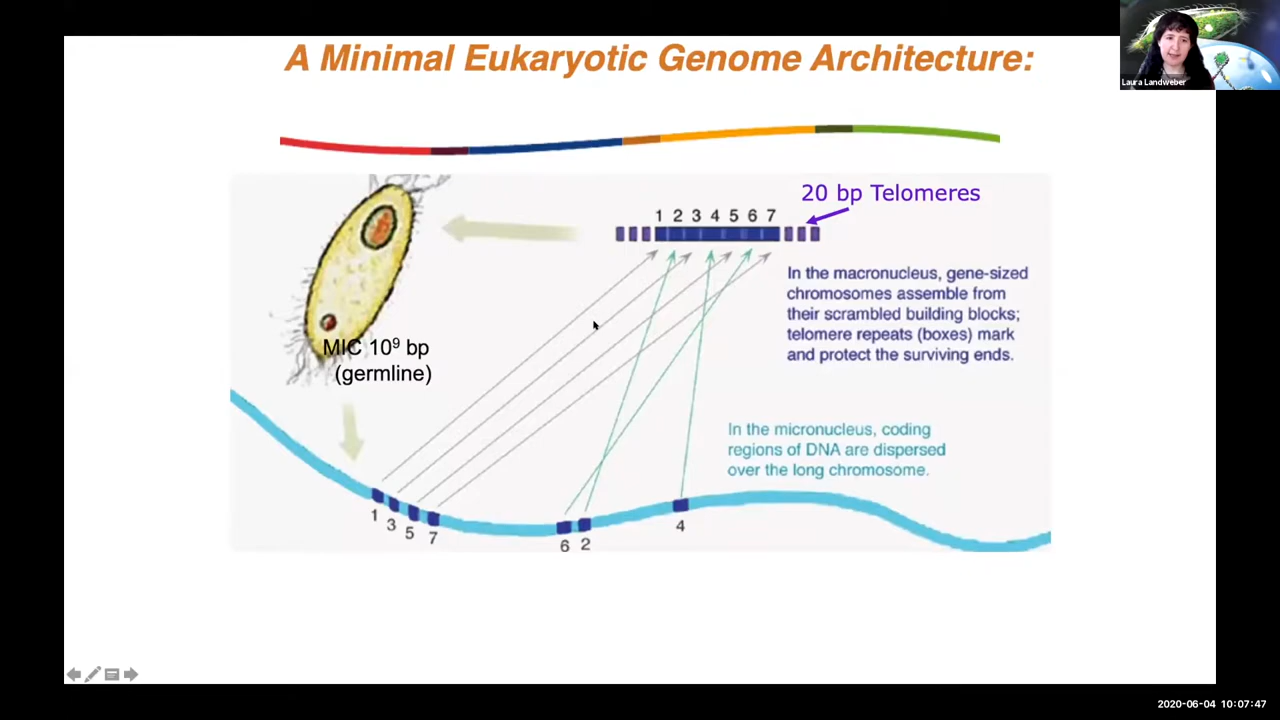 A Minimal Eukaryotic Genome Architecture:
Laura Landweber
20 bp Telomeres
1 2 3 4 5 6 7
In the macronucleus, gene-sized
chromosomes assemble from
their scrambled building blocks;
telomere repeats (boxes) mark
and protect the surviving ends.
MIC 10⁹ bp
(germline)
In the micronucleus, coding
regions of DNA are dispersed
over the long chromosome.
1 3 5 7 6 2 4
2020-06-04 10:07:47